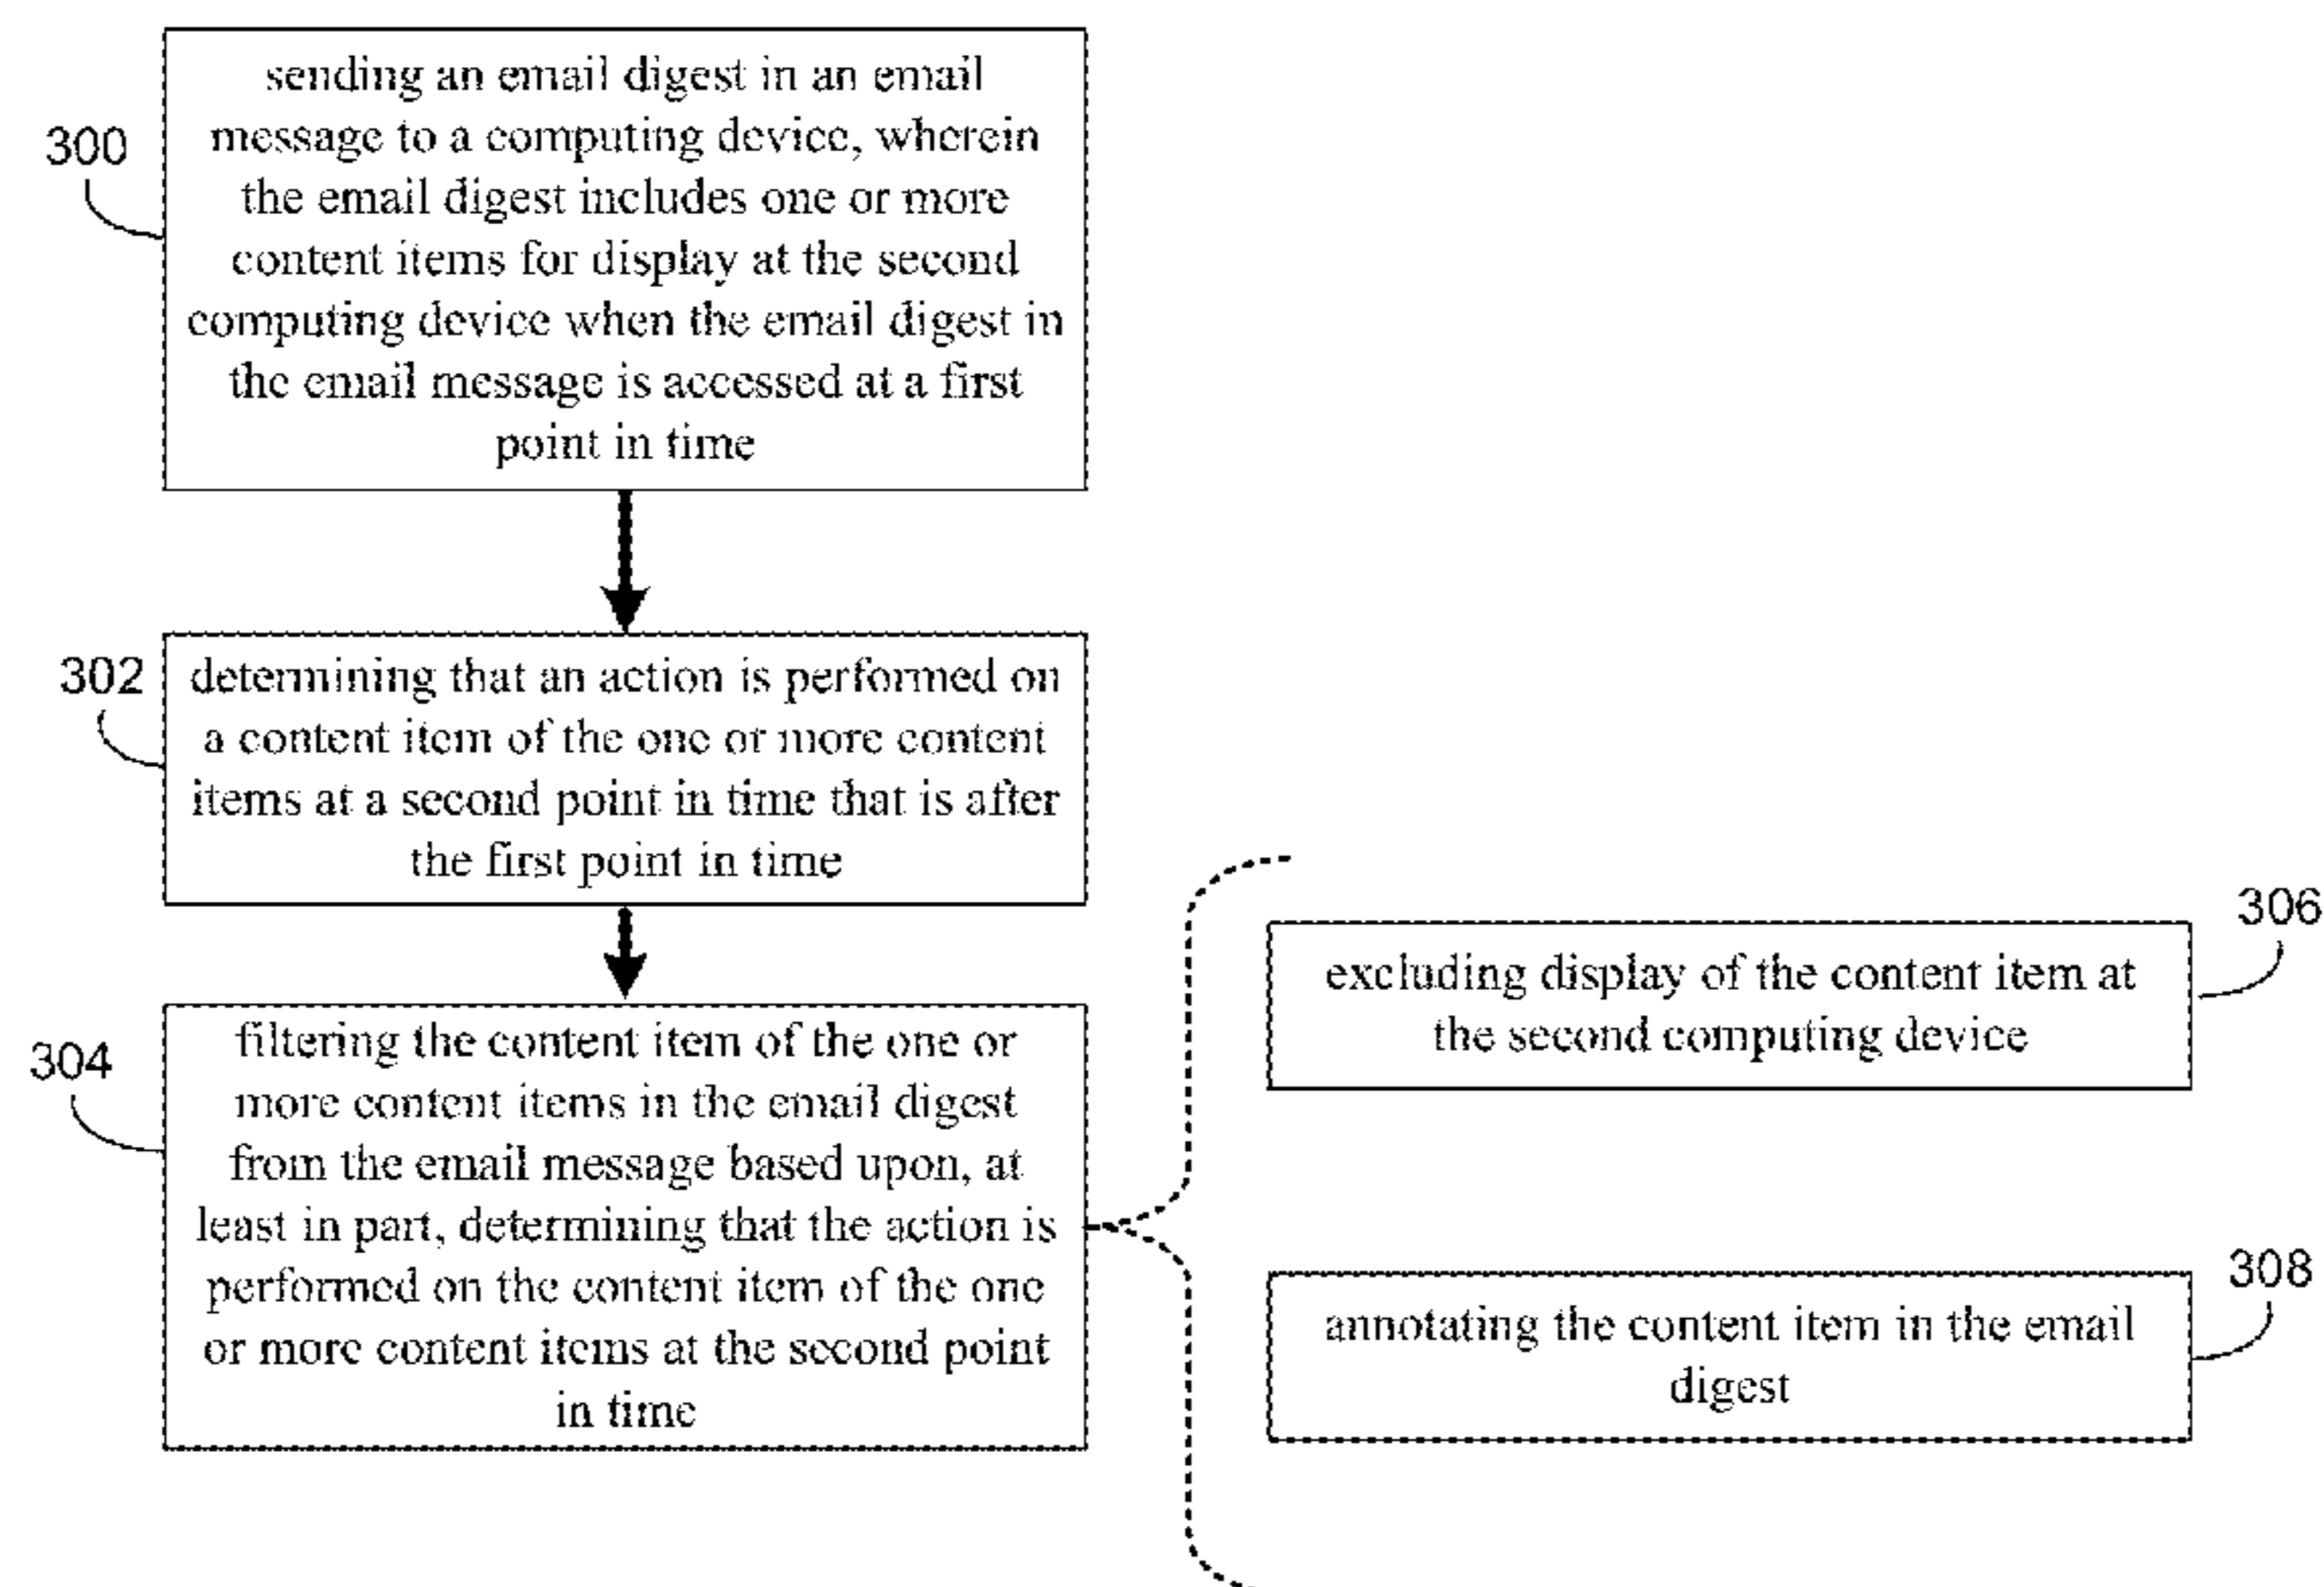 300
sending an email digest in an email
message to a computing device, wherein
the email digest includes one or more
content items for display at the second
computing device when the email digest in
the email message is accessed at a first
point in time
302
determining that an action is performed on
a content item of the one or more content
items at a second point in time that is after
the first point in time
304
filtering the content item of the one or
more content items in the email digest
from the email message based upon, at
least in part, determining that the action is
performed on the content item of the one
or more content items at the second point
in time
306
excluding display of the content item at
the second computing device
308
annotating the content item in the email
digest